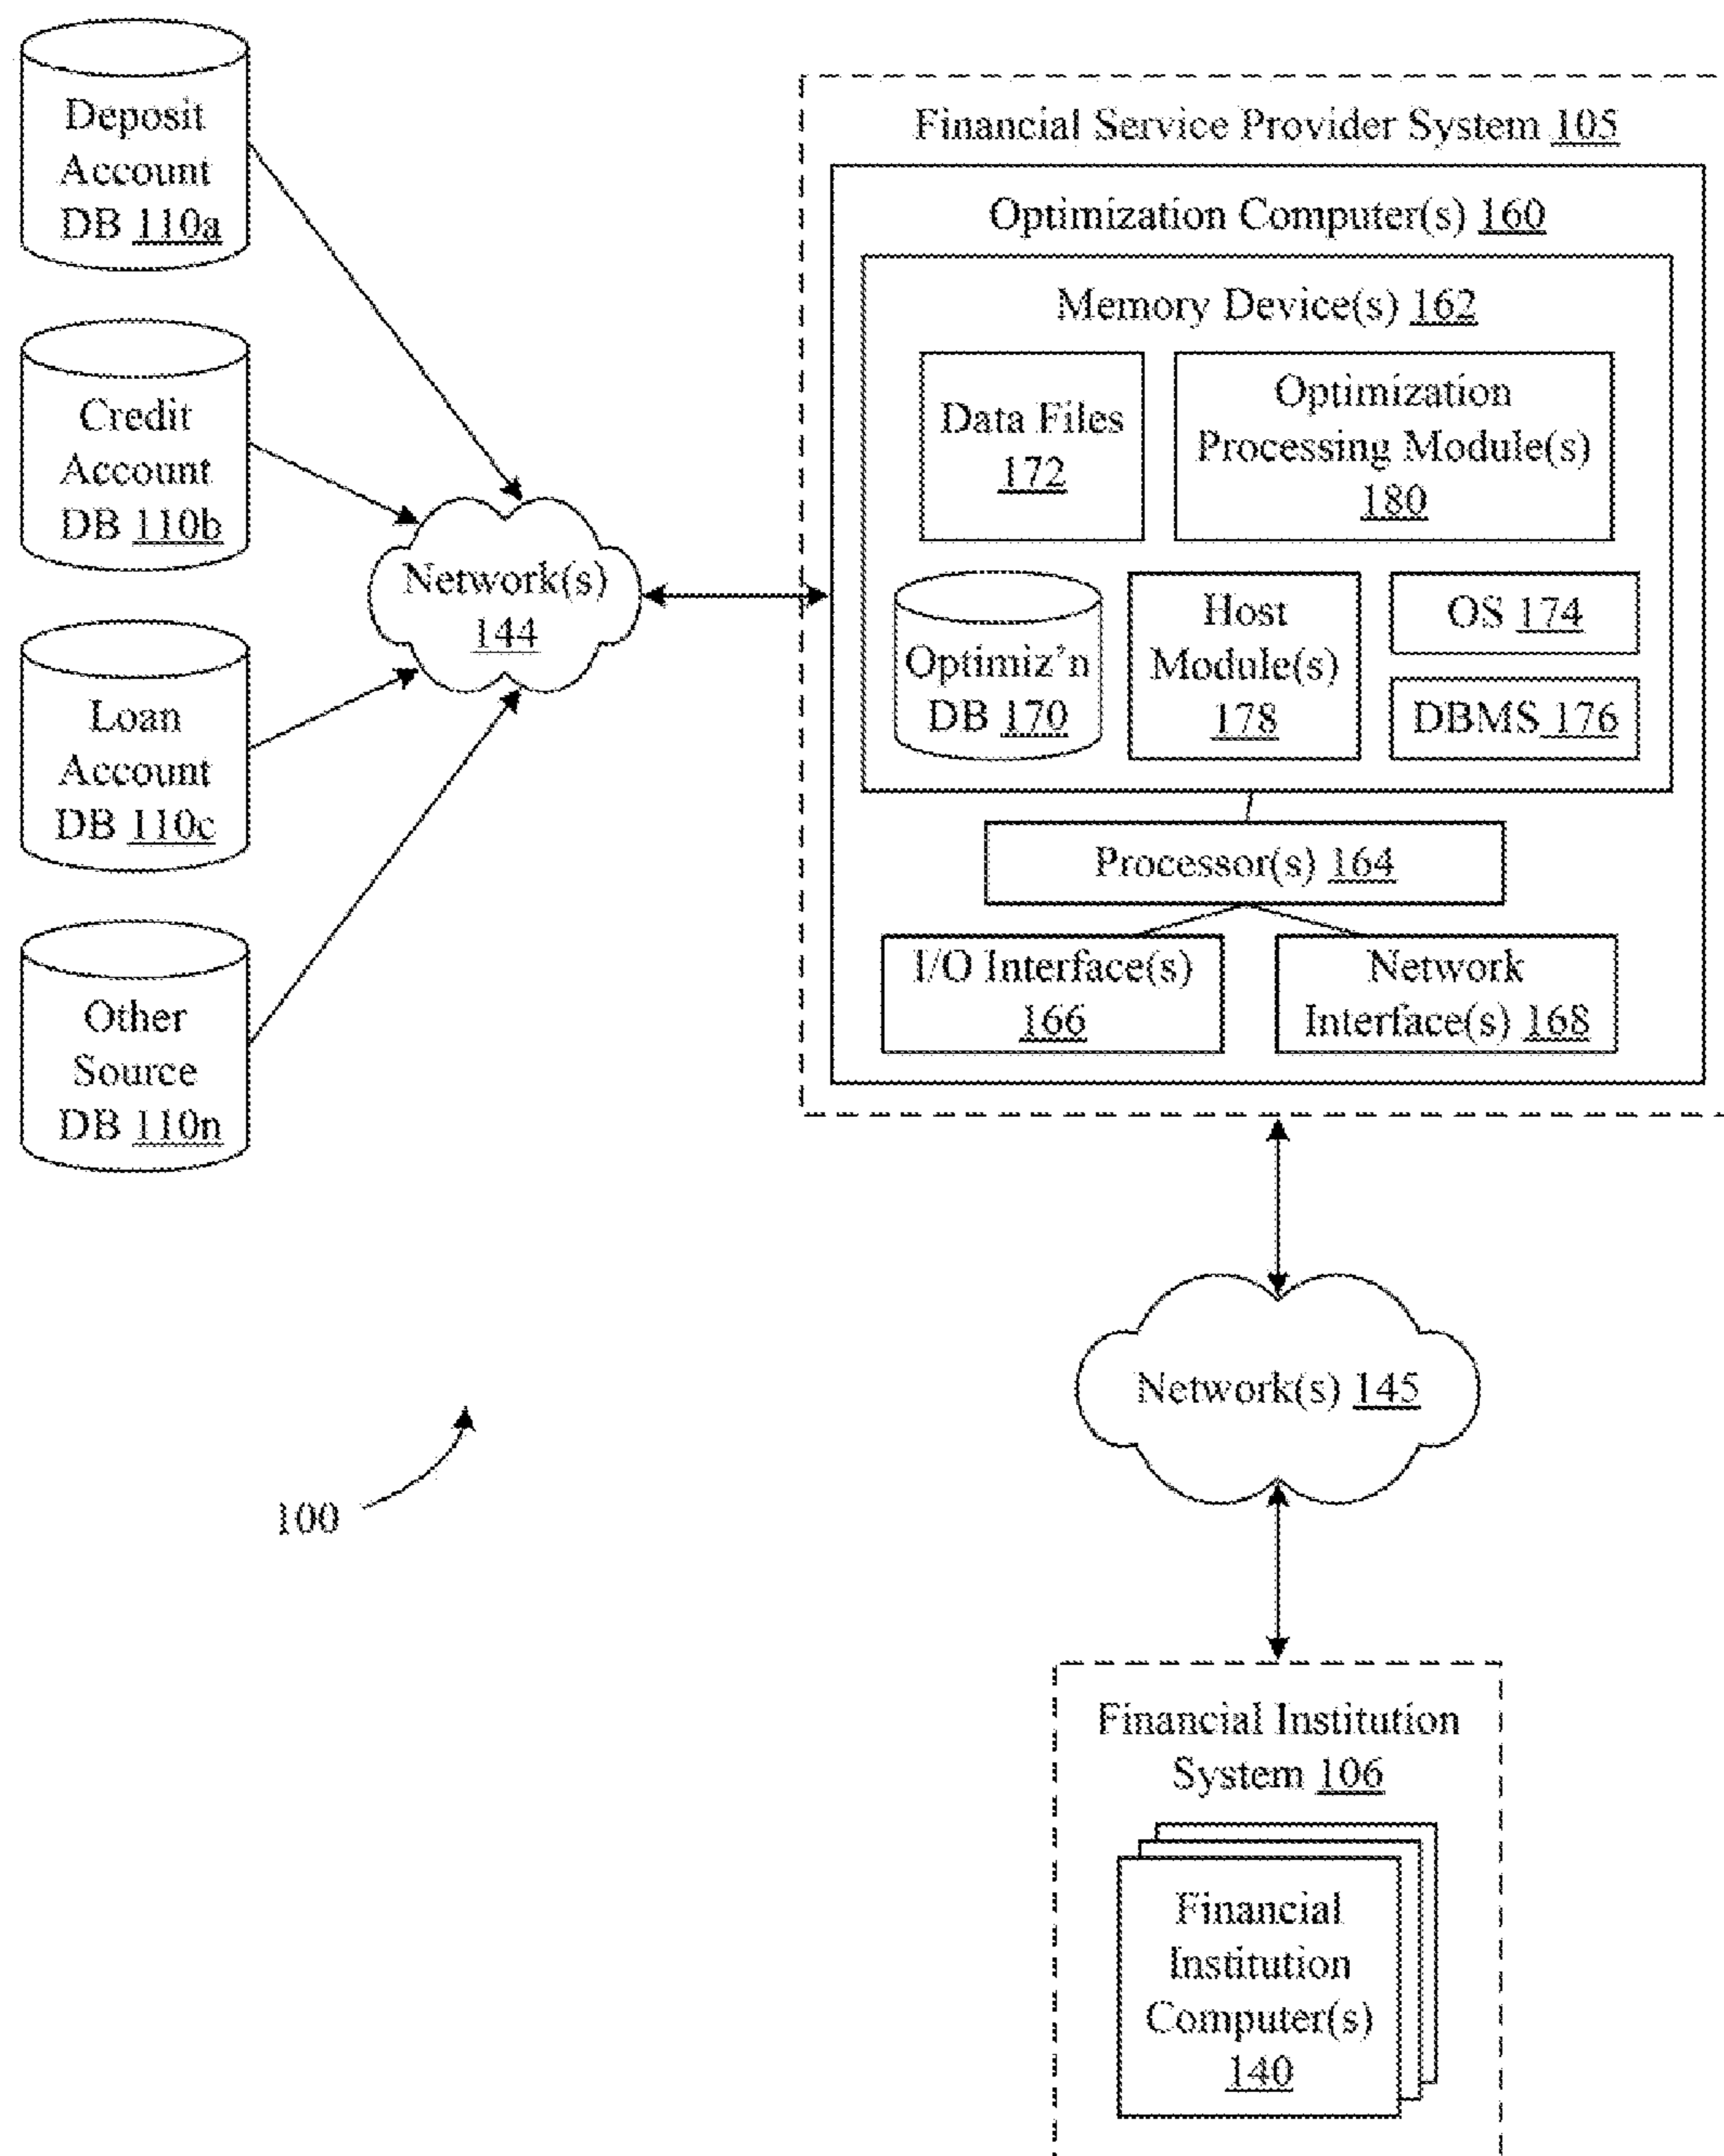 Deposit
Account
DB 110a
Credit
Account
DB 110b
Loan
Account
DB 110c
Other
Source
DB 110n
Network(s)
144
Financial Service Provider System 105
Optimization Computer(s) 160
Memory Device(s) 162
Data Files
172
Optimization
Processing Module(s)
180
Optimiz'n
DB 170
Host
Module(s)
178
OS 174
DBMS 176
Processor(s) 164
I/O Interface(s)
166
Network
Interface(s) 168
Network(s) 145
100
Financial Institution
System 106
Financial
Institution
Computer(s)
140